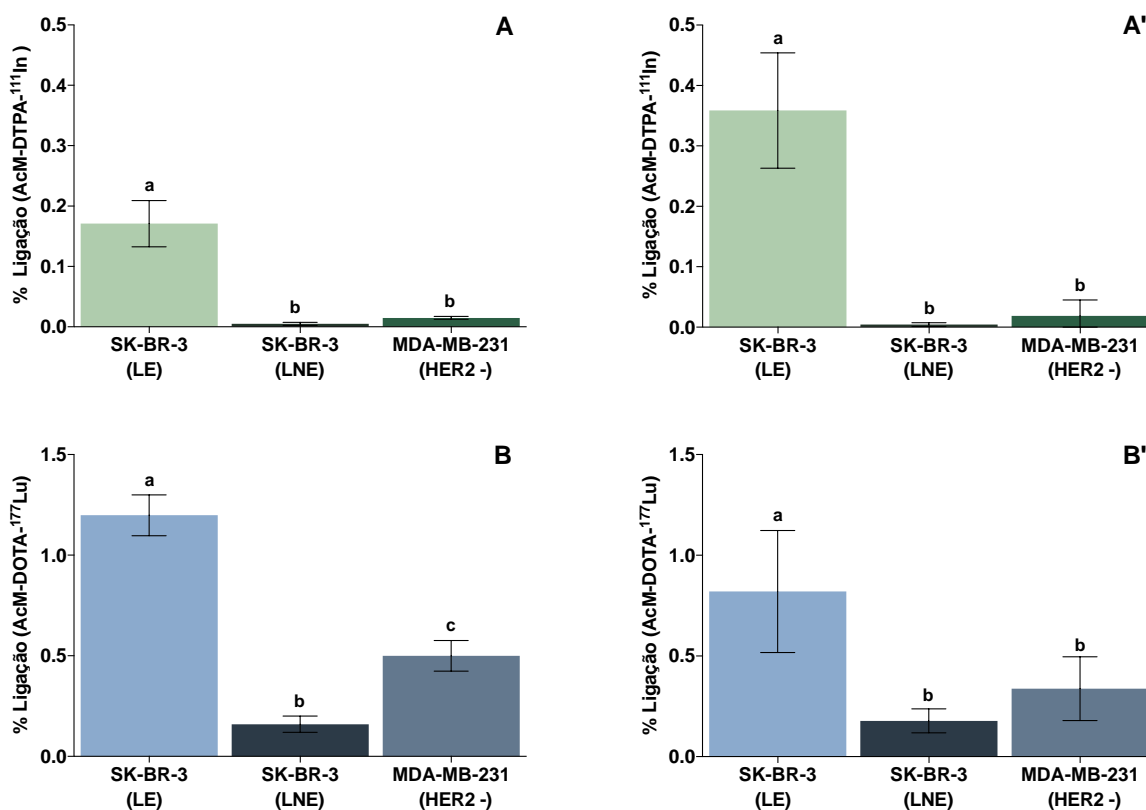 A
% Ligação (AcM-DTPA-¹¹¹In )
0.5
0.4
0.3
0.2
0.1
0.0
a
b
b
SK-BR-3
(LE)
SK-BR-3
(LNE)
MDA-MB-231
(HER2 -)
A'
% Ligação (AcM-DTPA-¹¹¹In)
0.5
0.4
0.3
0.2
0.1
0.0
a
b
b
SK-BR-3
(LE)
SK-BR-3
(LNE)
MDA-MB-231
(HER2 -)
B
% Ligação (AcM-DOTA-¹⁷⁷Lu)
1.5
1.0
0.5
0.0
a
b
c
SK-BR-3
(LE)
SK-BR-3
(LNE)
MDA-MB-231
(HER2 -)
B'
% Ligação (AcM-DOTA-¹⁷⁷Lu)
1.5
1.0
0.5
0.0
a
b
b
SK-BR-3
(LE)
SK-BR-3
(LNE)
MDA-MB-231
(HER2 -)